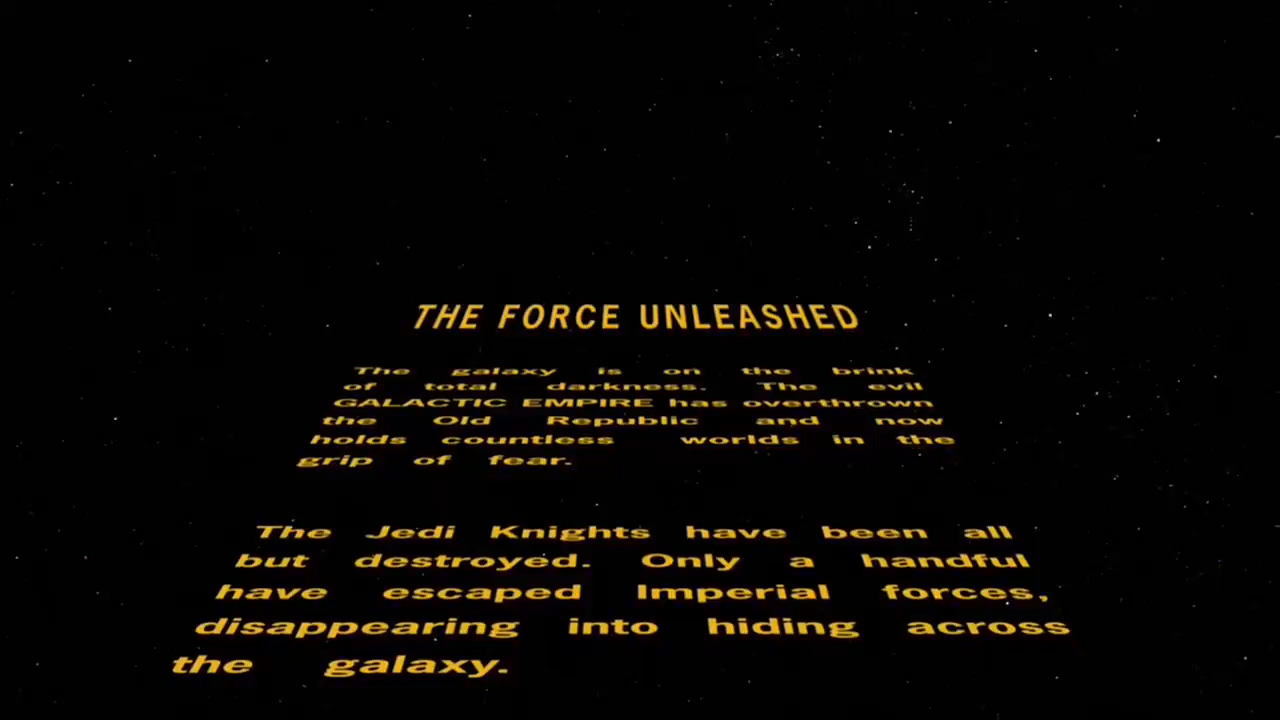 THE FORCE UNLEASHED
The galaxy is on the brink
of total darkness. The evil
GALACTIC EMPIRE has overthrown
the Old Republic and now
holds countless worlds in the
grip of fear.
The Jedi Knights have been all
but destroyed. Only a handful
have escaped Imperial forces,
disappearing into hiding across
the galaxy.